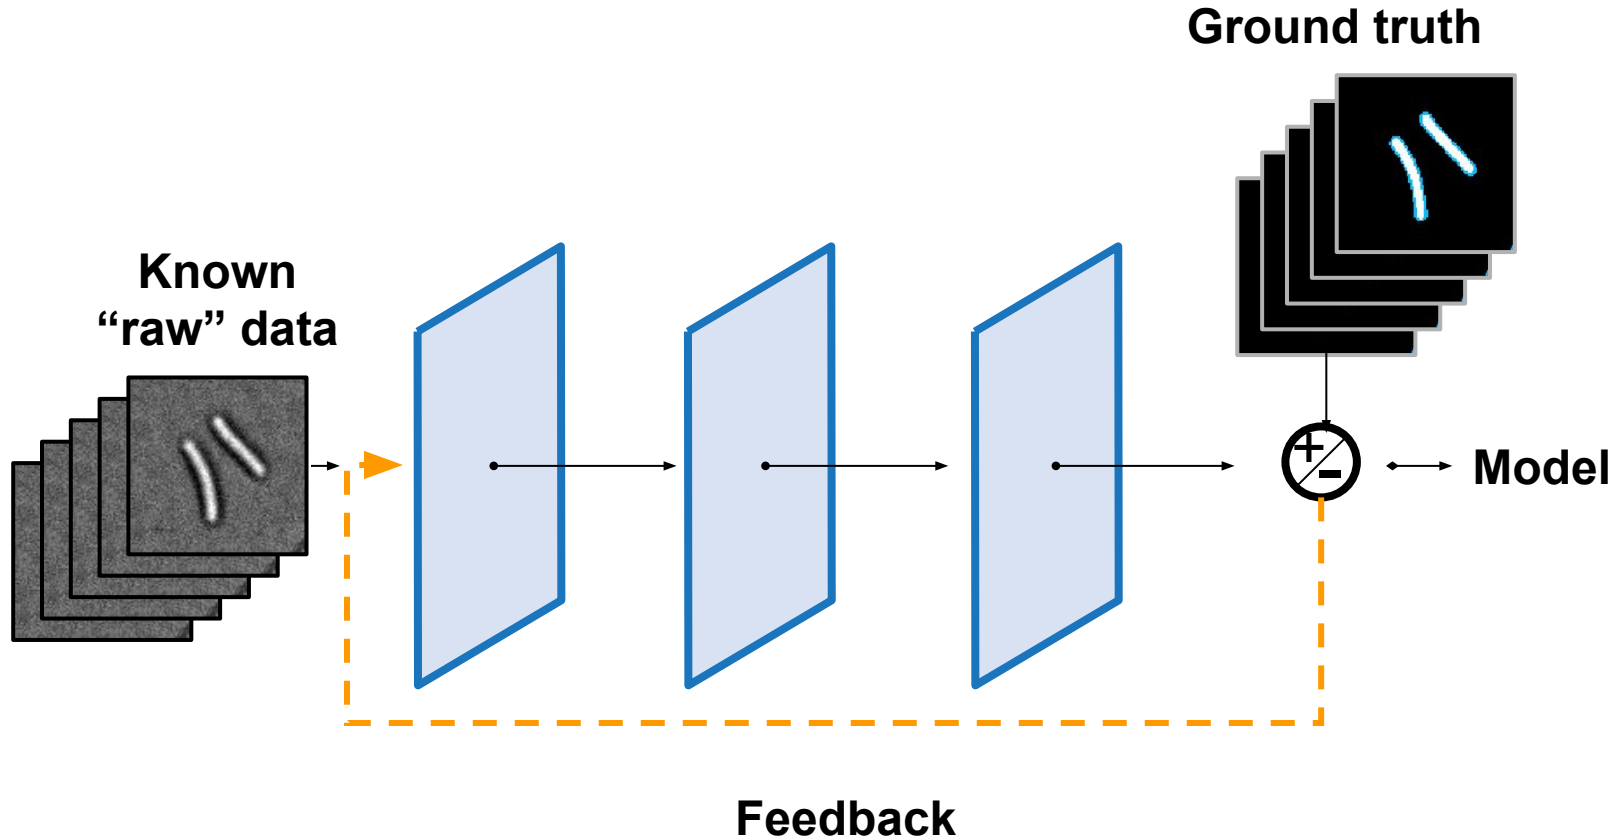 Ground truth
Known
“raw” data
+
-
Model
Feedback